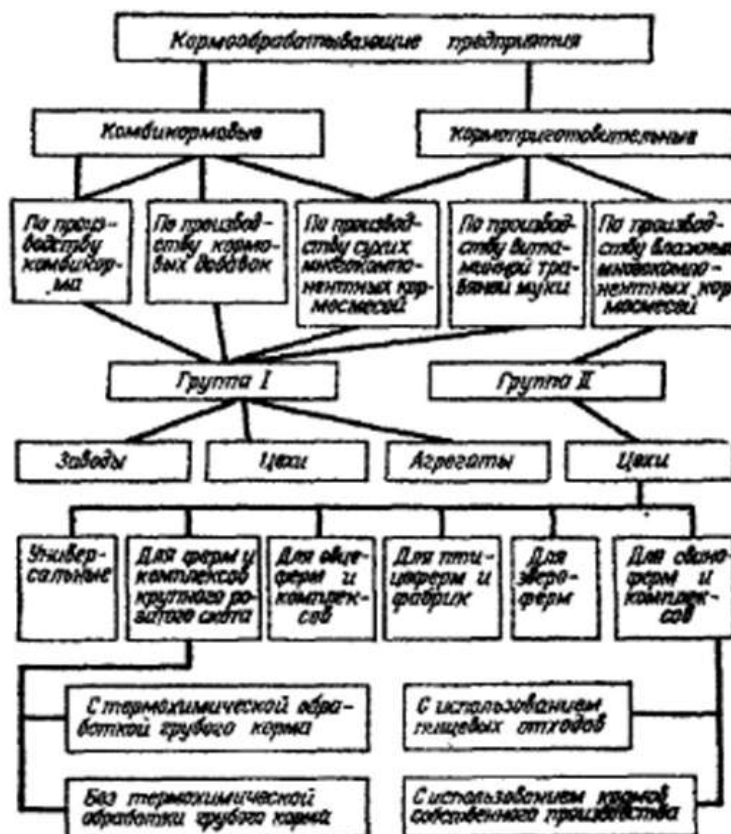 Кормообрабатывающие предприятия
Комбикормовые
Кормоприготовительные
По произ-
водству
комбикор-
ма
По производ-
ству кормо-
вых добавок
По производ-
ству сухих
многокомпо-
нентных кор-
мосмесей
По производ-
ству вита-
минной тра-
вяной муки
По производ-
ству влажных
многокомпо-
нентных кор-
мосмесей
Группа I
Группа II
Заводы
Цехи
Агрегаты
Цехи
Универ-
сальные
Для ферм и
комплексов
крупного ро-
гатого скота
Для овце-
ферм и
комплек-
сов
Для пти-
цеферм и
фабрик
Для
зверо-
ферм
Для свино-
ферм и
комплек-
сов
С термохимической обра-
боткой грубого корма
С использованием
пищевых отходов
Без термохимической
обработки грубого корма
С использованием кормов
собственного производства